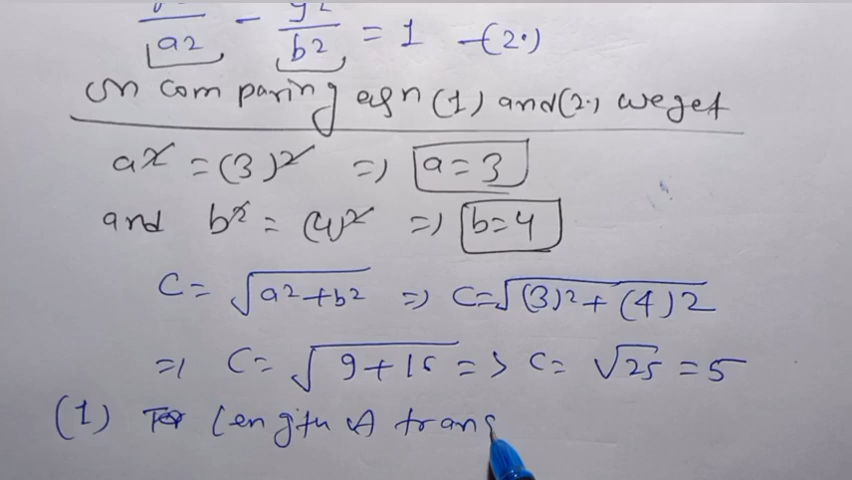 a2 - y2/b2 = 1 -(2.)
on comparing eqn (1) and (2.) we get
a2 = (3)2 => a = 3
and b2 = (4)2 => b=4
C = √a2+b2 => C=√(3)2+(4)2
=> C= √9+16 => C= √25 = 5
(1) For length of trans